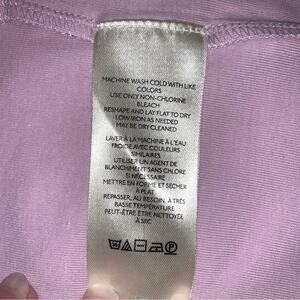 MACHINE WASH COLD WITH LIKE
COLORS
USE ONLY NON-CHLORINE
BLEACH
RESHAPE AND LAY FLAT TO DRY
LOW IRON AS NEEDED
MAY BE DRY CLEANED
LAVER À LA MACHINE À L'EAU
FROIDE AVEC COULEURS
SIMILAIRES
UTILISER UN AGENT DE
BLANCHIMENT SANS CHLORE
SI NÉCESSAIRE
METTRE EN FORME ET SÉCHER
À PLAT
REPASSER, AU BESOIN, À TRÈS
BASSE TEMPÉRATURE
PEUT-ÊTRE ÊTRE NETTOYÉE
À SEC